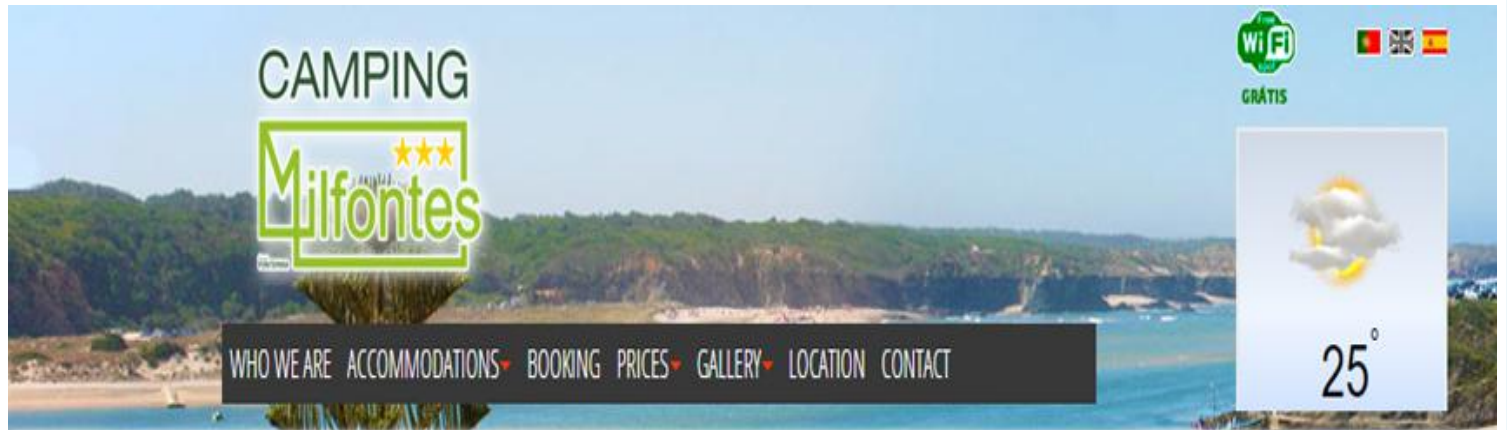 CAMPING
Milfontes
WiFi
GRÁTIS
WHO WE ARE ACCOMMODATIONS BOOKING PRICES GALLERY LOCATION CONTACT
25°